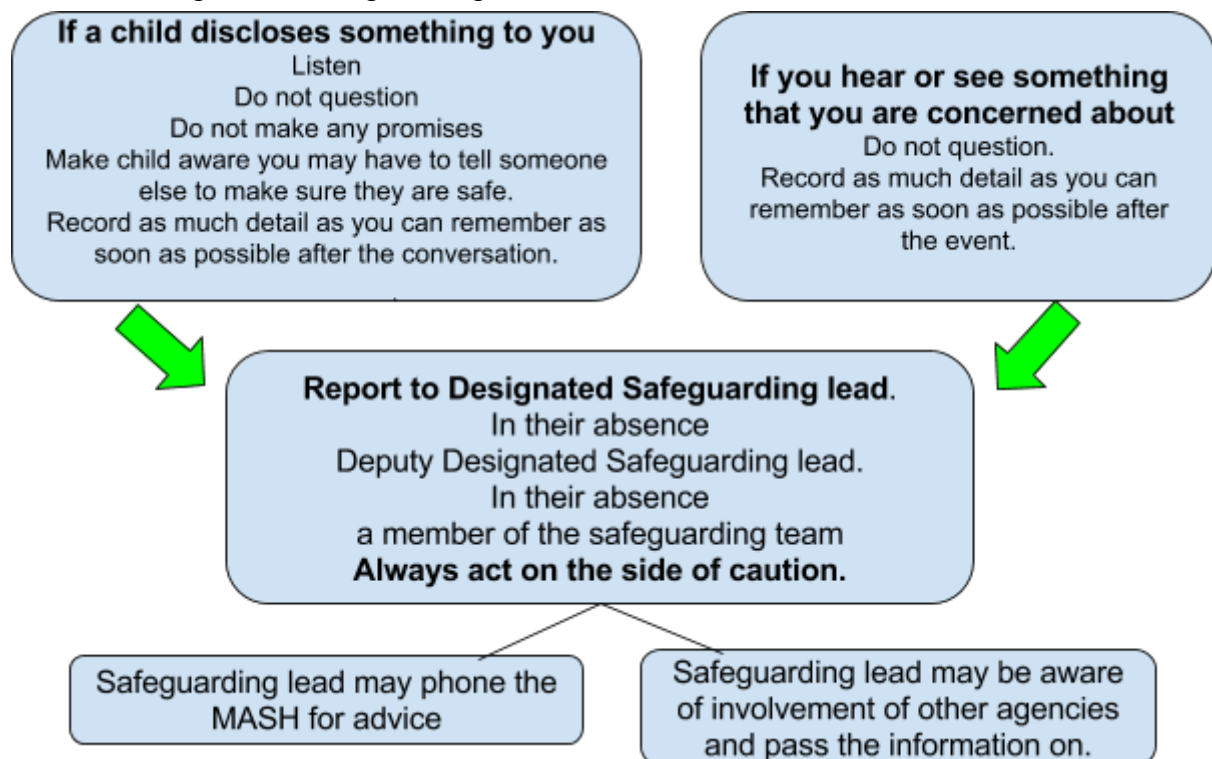 If a child discloses something to you
Listen
Do not question
Do not make any promises
Make child aware you may have to tell someone
else to make sure they are safe.
Record as much detail as you can remember as
soon as possible after the conversation.
If you hear or see something
that you are concerned about
Do not question.
Record as much detail as you can
remember as soon as possible after
the event.
Report to Designated Safeguarding lead.
In their absence
Deputy Designated Safeguarding lead.
In their absence
a member of the safeguarding team
Always act on the side of caution.
Safeguarding lead may phone the
MASH for advice
Safeguarding lead may be aware
of involvement of other agencies
and pass the information on.